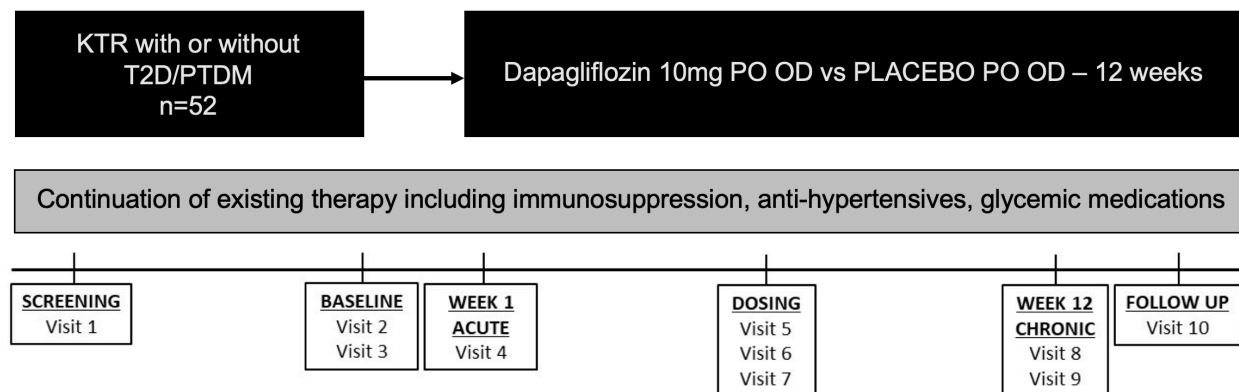 KTR with or without
T2D/PTDM
n=52
Dapagliflozin 10mg PO OD vs PLACEBO PO OD – 12 weeks
Continuation of existing therapy including immunosuppression, anti-hypertensives, glycemic medications
SCREENING
Visit 1
BASELINE
Visit 2
Visit 3
WEEK 1
ACUTE
Visit 4
DOSING
Visit 5
Visit 6
Visit 7
WEEK 12
CHRONIC
Visit 8
Visit 9
FOLLOW UP
Visit 10